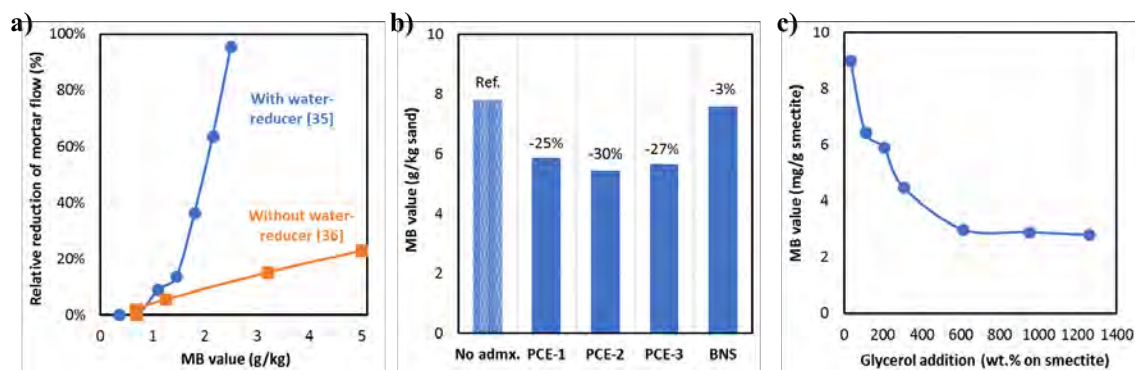 a)
Relative reduction of mortar flow (%)
100%
80%
60%
40%
20%
0%
With water-
reducer [35]
Without water-
reducer [36]
0 1 2 3 4 5
MB value (g/kg)
b)
MB value (g/kg sand)
10
8
6
4
2
0
Ref.
-25%
-30%
-27%
-3%
No admx. PCE-1 PCE-2 PCE-3 BNS
c)
MB value (mg/g smectite)
10
8
6
4
2
0
0 200 400 600 800 1000 1200 1400
Glycerol addition (wt.% on smectite)